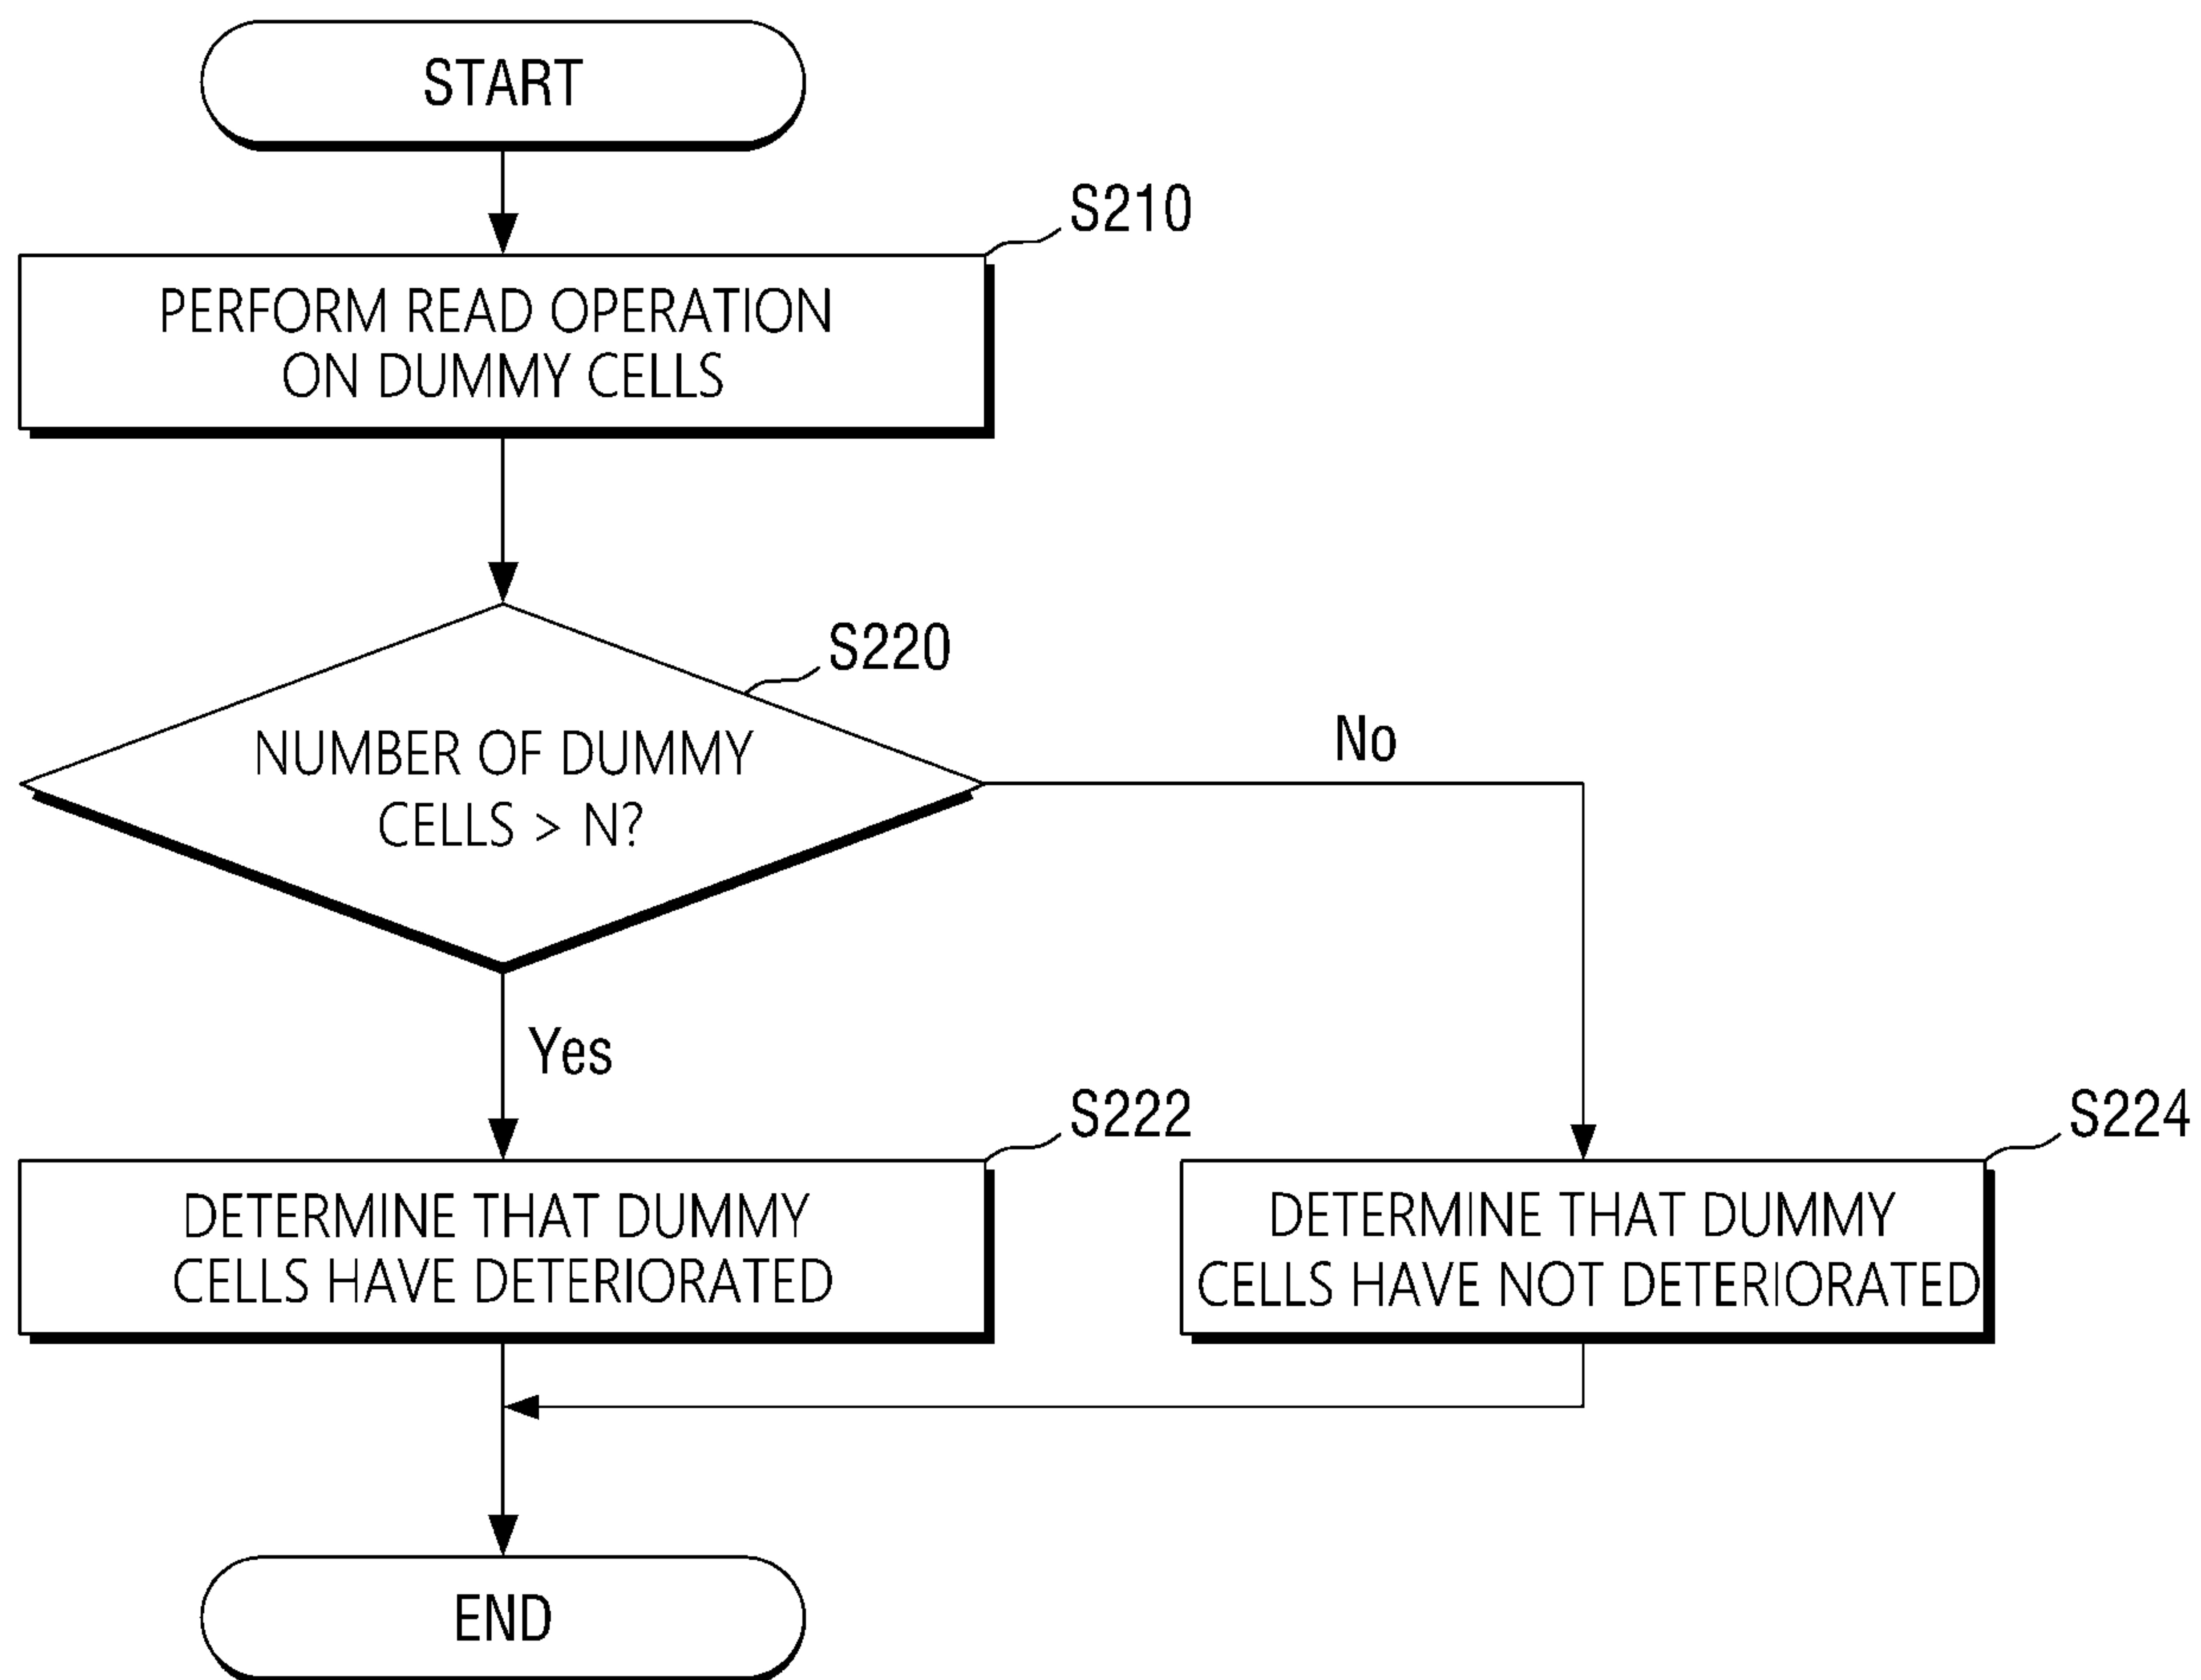 START
S210
PERFORM READ OPERATION
ON DUMMY CELLS
S220
NUMBER OF DUMMY
CELLS > N?
No
Yes
S222
DETERMINE THAT DUMMY
CELLS HAVE DETERIORATED
S224
DETERMINE THAT DUMMY
CELLS HAVE NOT DETERIORATED
END